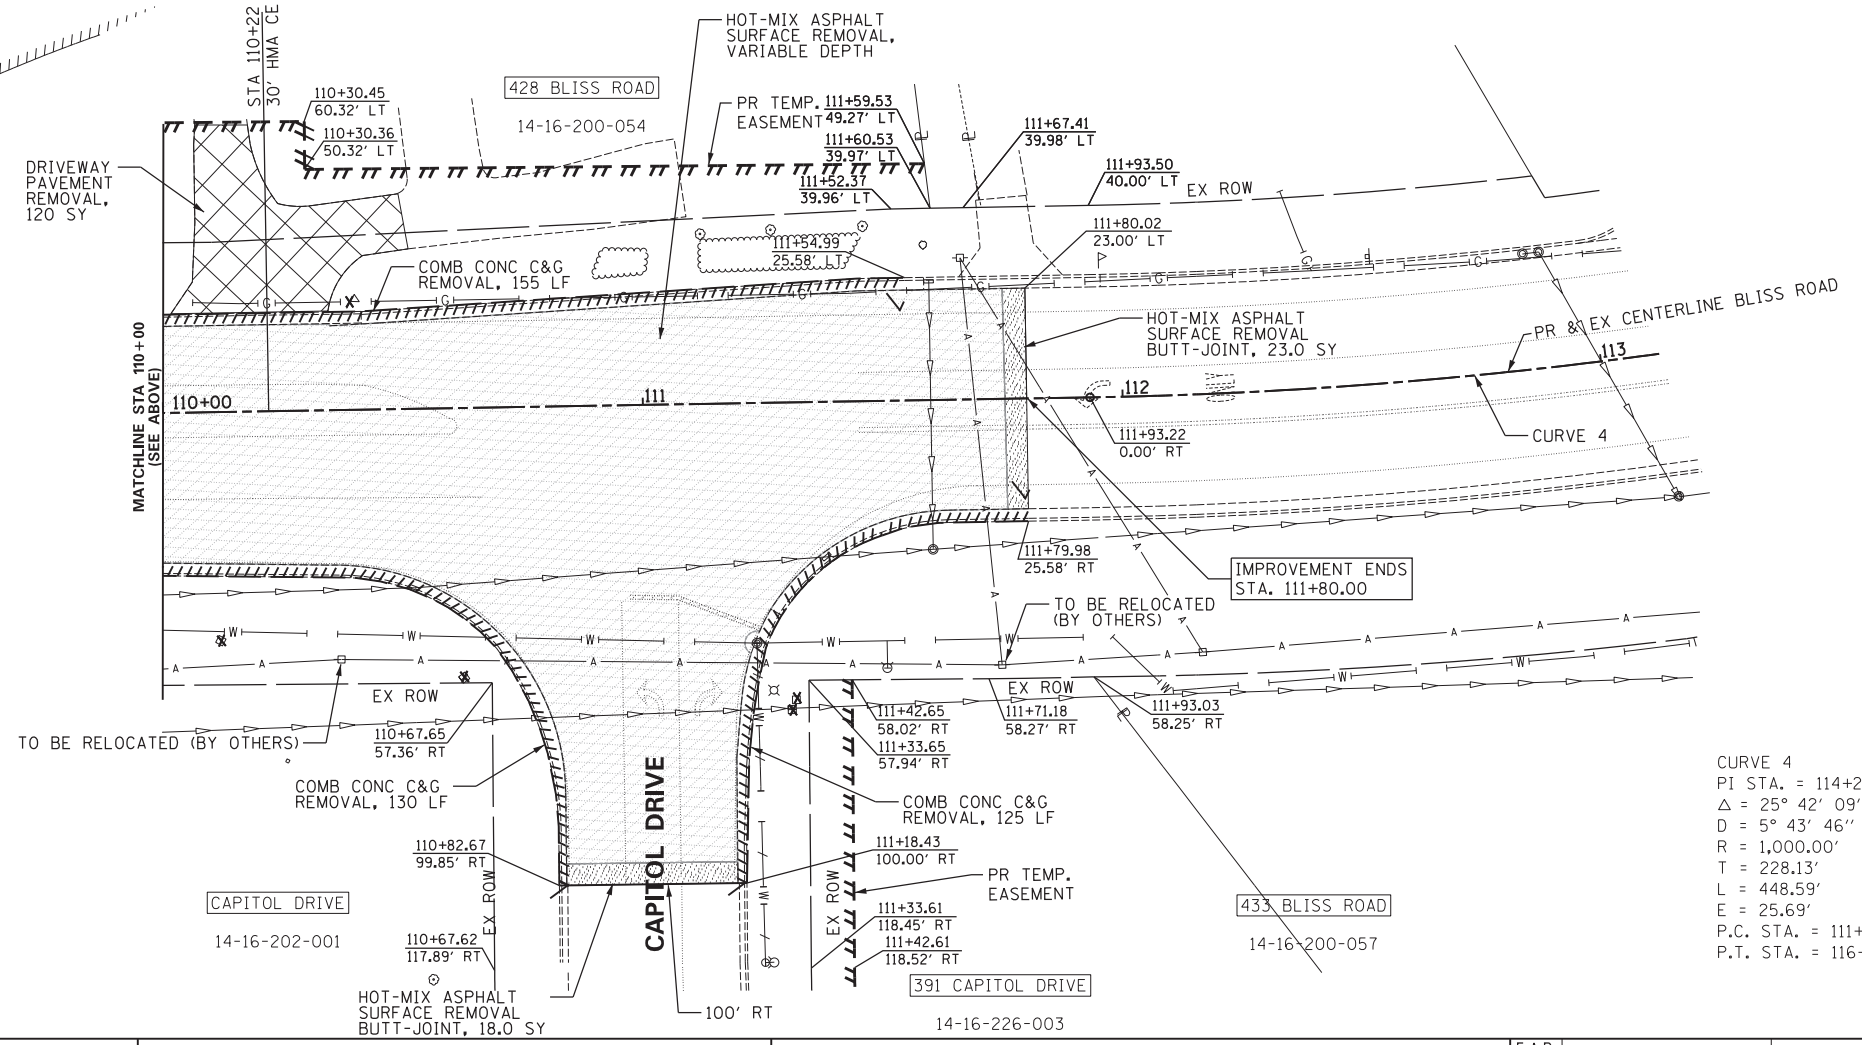 STA 110+22
30' HMA CE
HOT-MIX ASPHALT
SURFACE REMOVAL,
VARIABLE DEPTH
428 BLISS ROAD
14-16-200-054
110+30.45
60.32' LT
110+30.36
50.32' LT
PR TEMP.
EASEMENT
111+59.53
49.27' LT
111+60.53
39.97' LT
111+52.37
39.96' LT
111+67.41
39.98' LT
111+93.50
40.00' LT
EX ROW
DRIVEWAY
PAVEMENT
REMOVAL,
120 SY
111+80.02
23.00' LT
111+54.99
25.58' LT
COMB CONC C&G
REMOVAL, 155 LF
HOT-MIX ASPHALT
SURFACE REMOVAL
BUTT-JOINT, 23.0 SY
PR & EX CENTERLINE BLISS ROAD
MATCHLINE STA 110+00
(SEE ABOVE)
110+00
111
112
113
111+93.22
0.00' RT
CURVE 4
111+79.98
25.58' RT
IMPROVEMENT ENDS
STA. 111+80.00
TO BE RELOCATED
(BY OTHERS)
EX ROW
EX ROW
110+67.65
57.36' RT
TO BE RELOCATED (BY OTHERS)
111+42.65
58.02' RT
111+33.65
57.94' RT
111+71.18
58.27' RT
111+93.03
58.25' RT
COMB CONC C&G
REMOVAL, 130 LF
COMB CONC C&G
REMOVAL, 125 LF
CAPITOL DRIVE
110+82.67
99.85' RT
111+18.43
100.00' RT
PR TEMP.
EASEMENT
EX ROW
EX ROW
CAPITOL DRIVE
14-16-202-001
110+67.62
117.89' RT
111+33.61
118.45' RT
111+42.61
118.52' RT
433 BLISS ROAD
14-16-200-057
HOT-MIX ASPHALT
SURFACE REMOVAL
BUTT-JOINT, 18.0 SY
100' RT
391 CAPITOL DRIVE
14-16-226-003
CURVE 4
PI STA. = 114+2
△ = 25° 42' 09'
D = 5° 43' 46''
R = 1,000.00'
T = 228.13'
L = 448.59'
E = 25.69'
P.C. STA. = 111+
P.T. STA. = 116